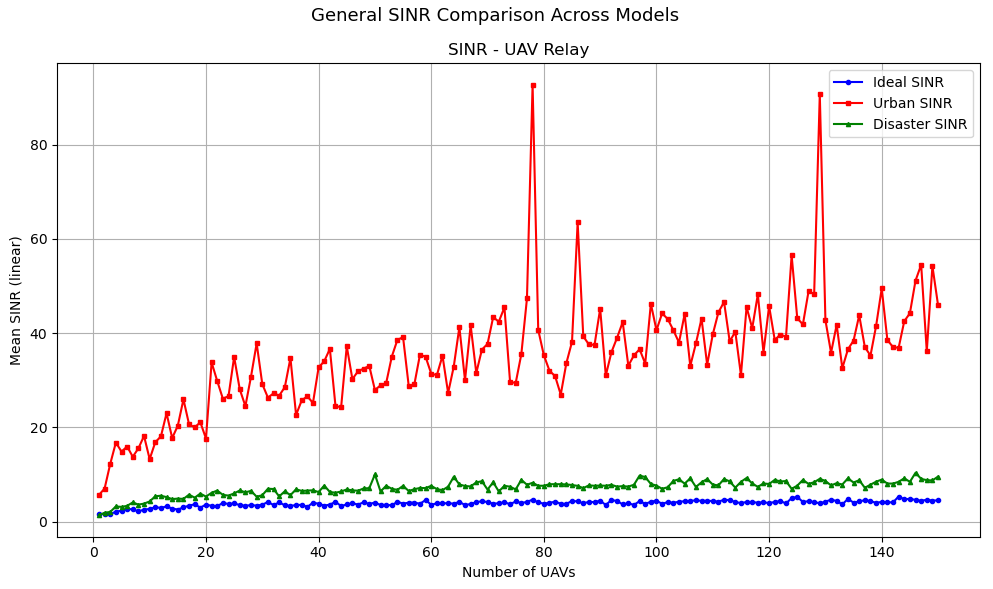 General SINR Comparison Across Models
SINR - UAV Relay
Ideal SINR
Urban SINR
Disaster SINR
Mean SINR (linear)
80
60
40
20
0
0 20 40 60 80 100 120 140
Number of UAVs